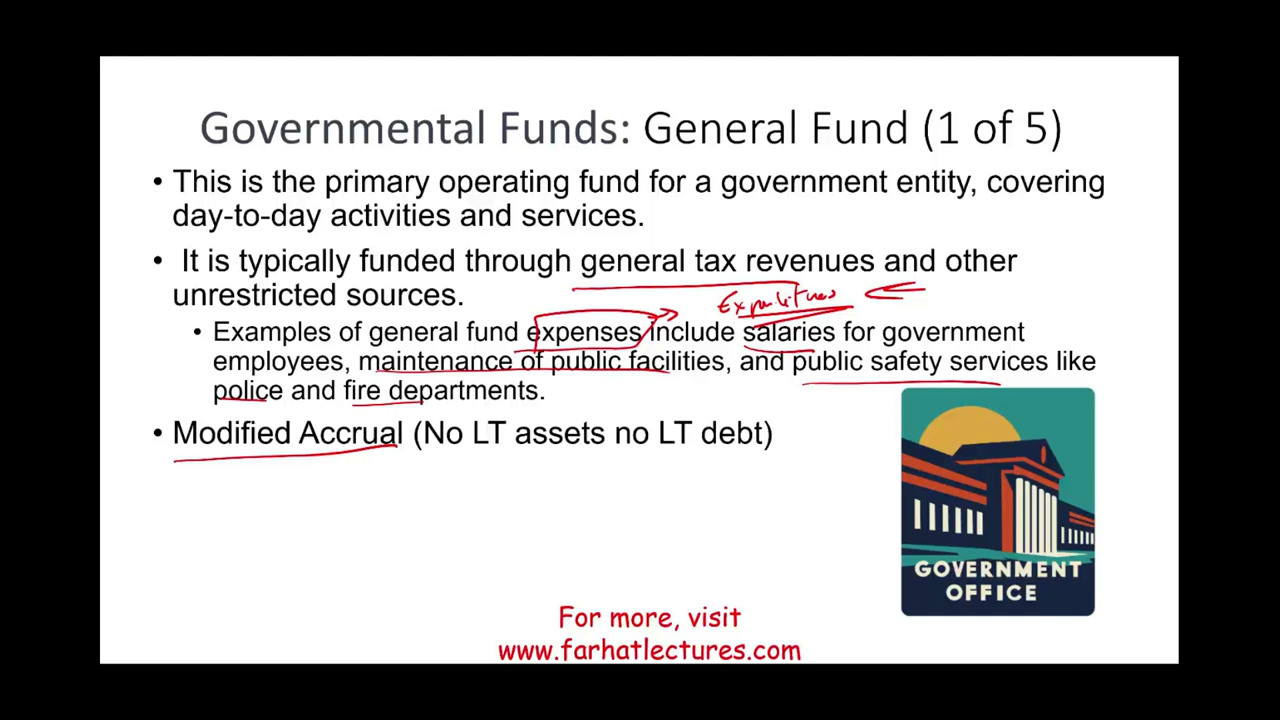 Governmental Funds: General Fund (1 of 5)
• This is the primary operating fund for a government entity, covering
day-to-day activities and services.
• It is typically funded through general tax revenues and other
unrestricted sources.
Expenditures
• Examples of general fund expenses include salaries for government
employees, maintenance of public facilities, and public safety services like
police and fire departments.
• Modified Accrual (No LT assets no LT debt)
GOVERNMENT
OFFICE
For more, visit
www.farhatlectures.com